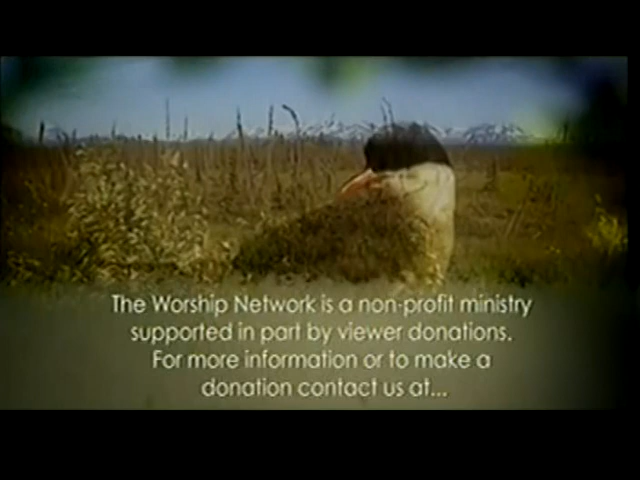 The Worship Network is a non-profit ministry
supported in part by viewer donations.
For more information or to make a
donation contact us at...